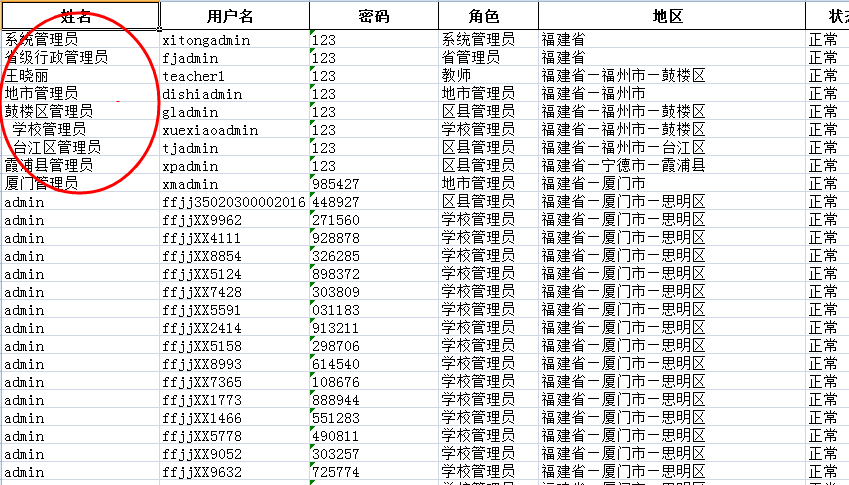 姓名 用户名 密码 角色 地区
系统管理员 xitongadmin 123 系统管理员 福建省 正常
省级行政管理员 fjadmin 123 省管理员 福建省 正常
王晓丽 teacher1 123 教师 福建省—福州市—鼓楼区 正常
地市管理员 dishiadmin 123 地市管理员 福建省—福州市 正常
鼓楼区管理员 gladmin 123 区县管理员 福建省—福州市—鼓楼区 正常
学校管理员 xuexiaoadmin 123 学校管理员 福建省—福州市—鼓楼区 正常
台江区管理员 tjadmin 123 区县管理员 福建省—福州市—台江区 正常
霞浦县管理员 xpadmin 123 区县管理员 福建省—宁德市—霞浦县 正常
厦门管理员 xmadmin 985427 地市管理员 福建省—厦门市 正常
admin ffjj35020300002016 448927 区县管理员 福建省—厦门市—思明区 正常
admin ffjjXX9962 271560 学校管理员 福建省—厦门市—思明区 正常
admin ffjjXX4111 928878 学校管理员 福建省—厦门市—思明区 正常
admin ffjjXX8854 326285 学校管理员 福建省—厦门市—思明区 正常
admin ffjjXX5124 898372 学校管理员 福建省—厦门市—思明区 正常
admin ffjjXX7428 303809 学校管理员 福建省—厦门市—思明区 正常
admin ffjjXX5591 031183 学校管理员 福建省—厦门市—思明区 正常
admin ffjjXX2414 913211 学校管理员 福建省—厦门市—思明区 正常
admin ffjjXX5158 298706 学校管理员 福建省—厦门市—思明区 正常
admin ffjjXX8993 614540 学校管理员 福建省—厦门市—思明区 正常
admin ffjjXX7365 108676 学校管理员 福建省—厦门市—思明区 正常
admin ffjjXX1773 888944 学校管理员 福建省—厦门市—思明区 正常
admin ffjjXX1466 551283 学校管理员 福建省—厦门市—思明区 正常
admin ffjjXX5778 490811 学校管理员 福建省—厦门市—思明区 正常
admin ffjjXX9052 303257 学校管理员 福建省—厦门市—思明区 正常
admin ffjjXX9632 725774 学校管理员 福建省—厦门市—思明区 正常